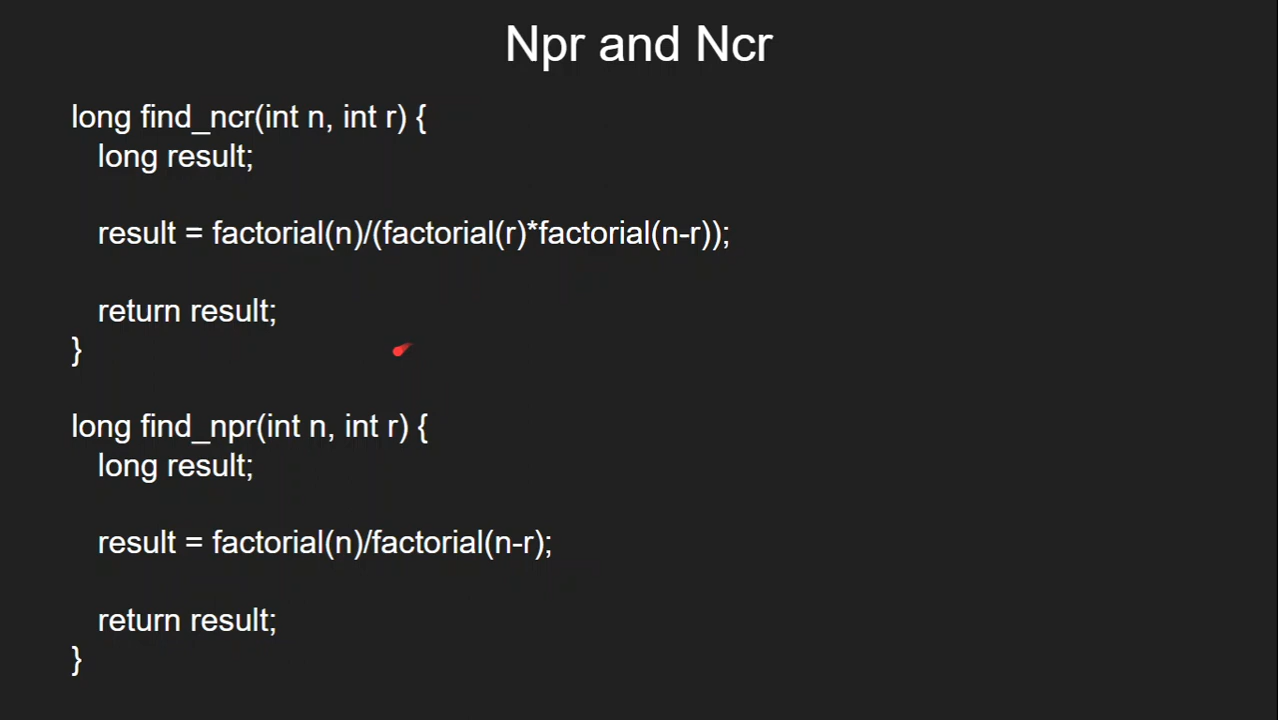 Npr and Ncr
long find_ncr(int n, int r) {
long result;
result = factorial(n)/(factorial(r)*factorial(n-r));
return result;
}
long find_npr(int n, int r) {
long result;
result = factorial(n)/factorial(n-r);
return result;
}